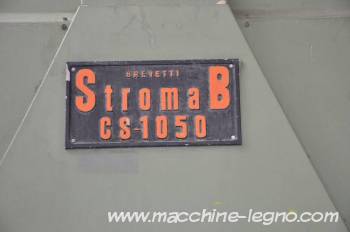 BREVETTI
StromaB
CS-1050
www.macchine-legno.com